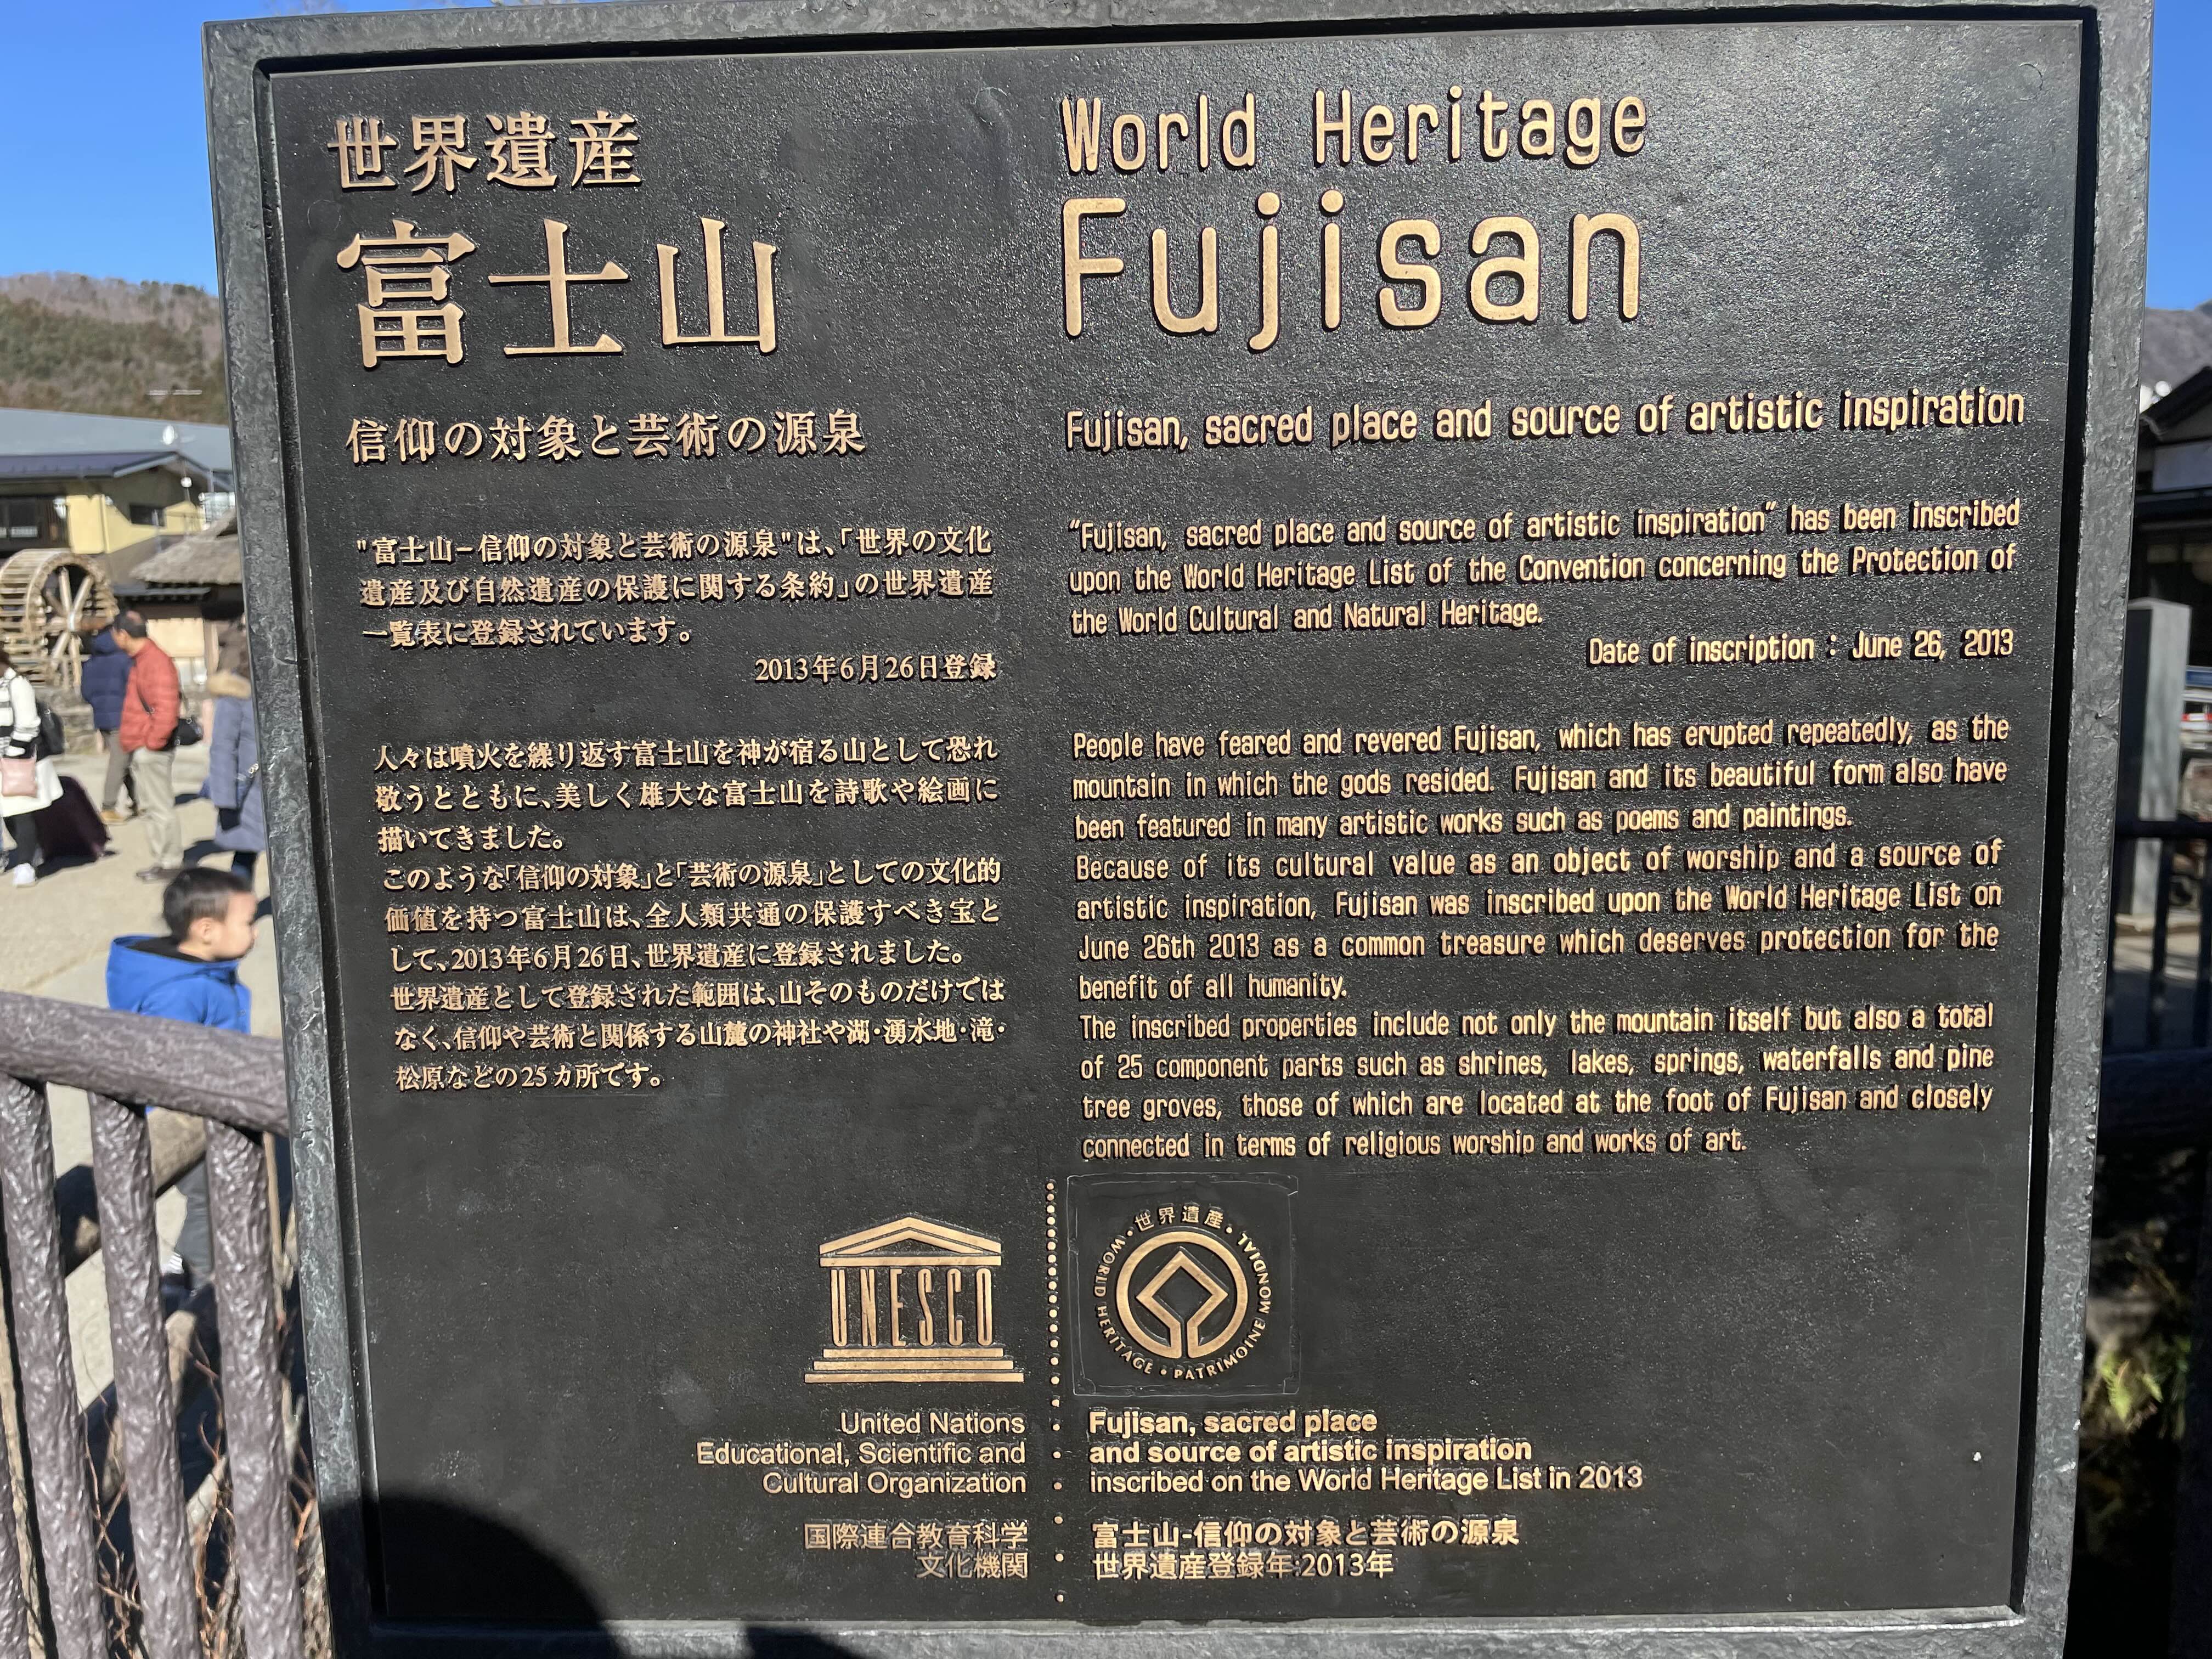 世界遺産
富士山
信仰の対象と芸術の源泉
"富士山−信仰の対象と芸術の源泉"は、「世界の文化
遺産及び自然遺産の保護に関する条約」の世界遺産
一覧表に登録されています。
2013年6月26日登録
人々は噴火を繰り返す富士山を神が宿る山として恐れ
敬うとともに、美しく雄大な富士山を詩歌や絵画に
描いてきました。
このような「信仰の対象」と「芸術の源泉」としての文化的
価値を持つ富士山は、全人類共通の保護すべき宝と
して、2013年6月26日、世界遺産に登録されました。
世界遺産として登録された範囲は、山そのものだけでは
なく、信仰や芸術と関係する山麓の神社や湖・湧水地・滝・
松原などの25カ所です。
World Heritage
Fujisan
Fujisan, sacred place and source of artistic inspiration
“Fujisan, sacred place and source of artistic inspiration” has been inscribed
upon the World Heritage List of the Convention concerning the Protection of
the World Cultural and Natural Heritage.
Date of inscription : June 26, 2013
People have feared and revered Fujisan, which has erupted repeatedly, as the
mountain in which the gods resided. Fujisan and its beautiful form also have
been featured in many artistic works such as poems and paintings.
Because of its cultural value as an object of worship and a source of
artistic inspiration, Fujisan was inscribed upon the World Heritage List on
June 26th 2013 as a common treasure which deserves protection for the
benefit of all humanity.
The inscribed properties include not only the mountain itself but also a total
of 25 component parts such as shrines, lakes, springs, waterfalls and pine
tree groves, those of which are located at the foot of Fujisan and closely
connected in terms of religious worship and works of art.
UNESCO
United Nations
Educational, Scientific and
Cultural Organization
国際連合教育科学
文化機関
・世界遺産・
WORLD HERITAGE • PATRIMOINE MONDIAL
Fujisan, sacred place
and source of artistic inspiration
inscribed on the World Heritage List in 2013
富士山-信仰の対象と芸術の源泉
世界遺産登録年:2013年